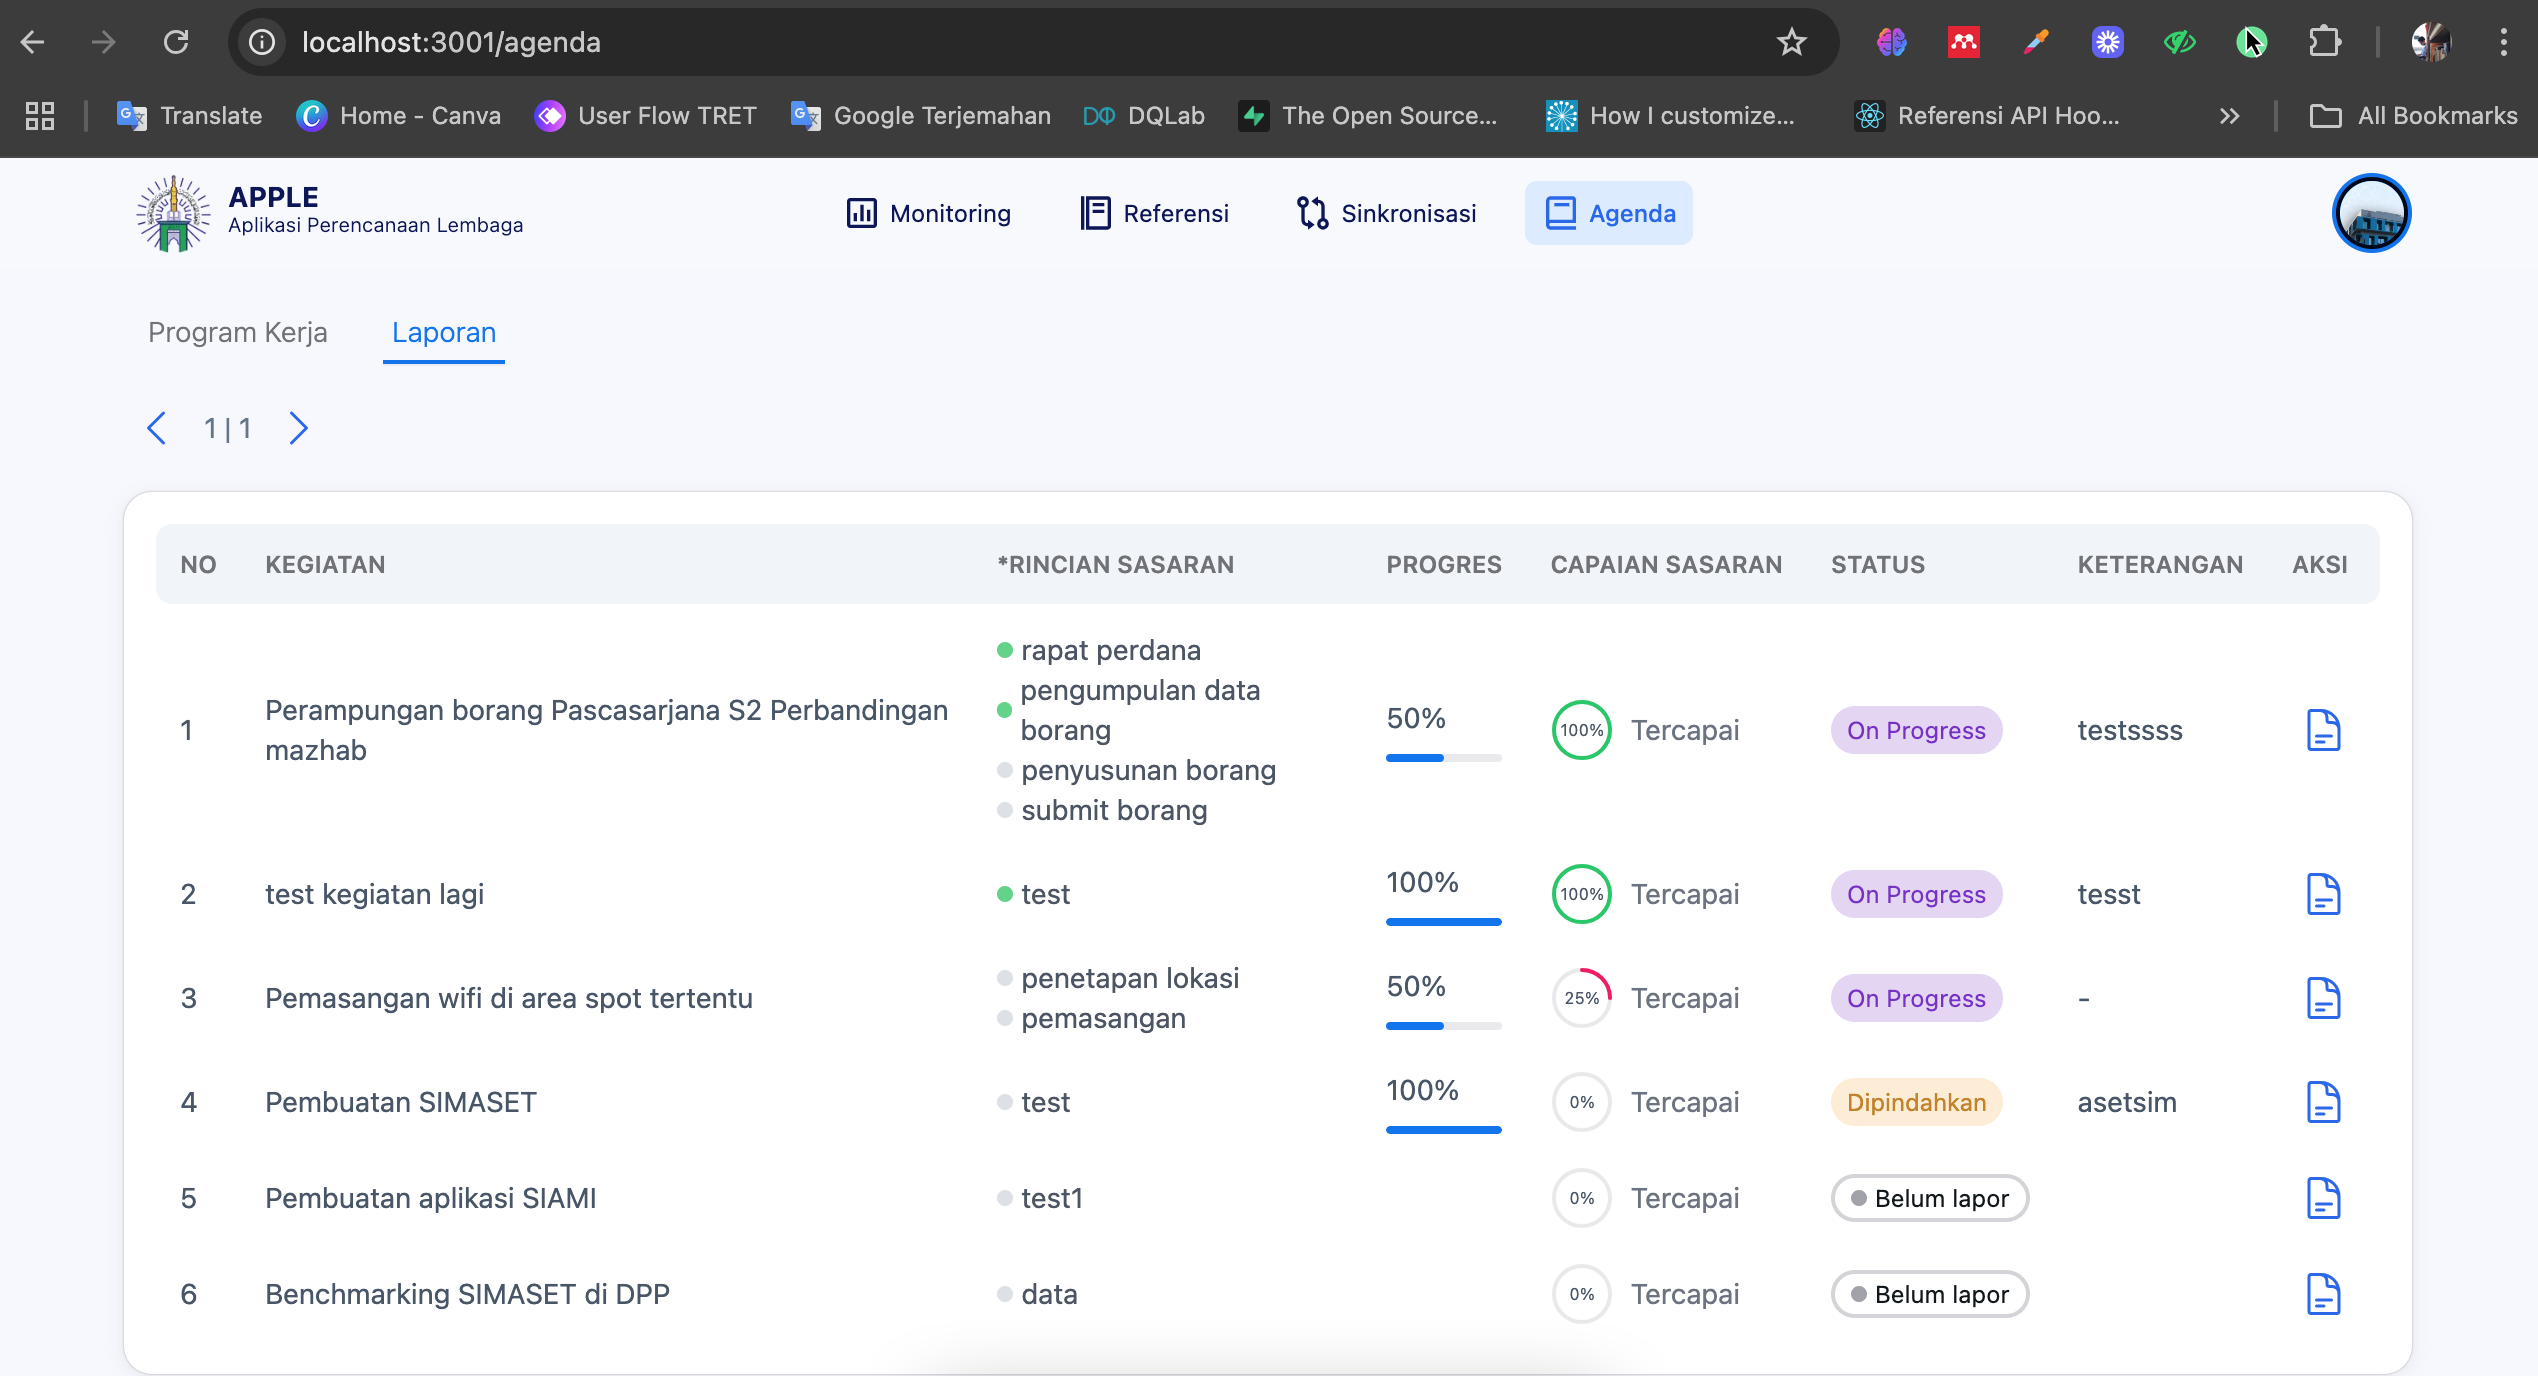 localhost:3001/agenda
Translate
Home - Canva
User Flow TRET
Google Terjemahan
DQLab
The Open Source...
How I customize...
Referensi API Hoo...
All Bookmarks
APPLE
Aplikasi Perencanaan Lembaga
Monitoring
Referensi
Sinkronisasi
Agenda
Program Kerja
Laporan
1 | 1
NO KEGIATAN *RINCIAN SASARAN PROGRES CAPAIAN SASARAN STATUS KETERANGAN AKSI
1
Perampungan borang Pascasarjana S2 Perbandingan
mazhab
rapat perdana
pengumpulan data
borang
penyusunan borang
submit borang
50%
100% Tercapai
On Progress
testssss
2 test kegiatan lagi test 100% 100% Tercapai On Progress tesst
3 Pemasangan wifi di area spot tertentu
penetapan lokasi
pemasangan
50%
25% Tercapai
On Progress
-
4 Pembuatan SIMASET test 100% 0% Tercapai Dipindahkan asetsim
5 Pembuatan aplikasi SIAMI test1 0% Tercapai Belum lapor
6 Benchmarking SIMASET di DPP data 0% Tercapai Belum lapor